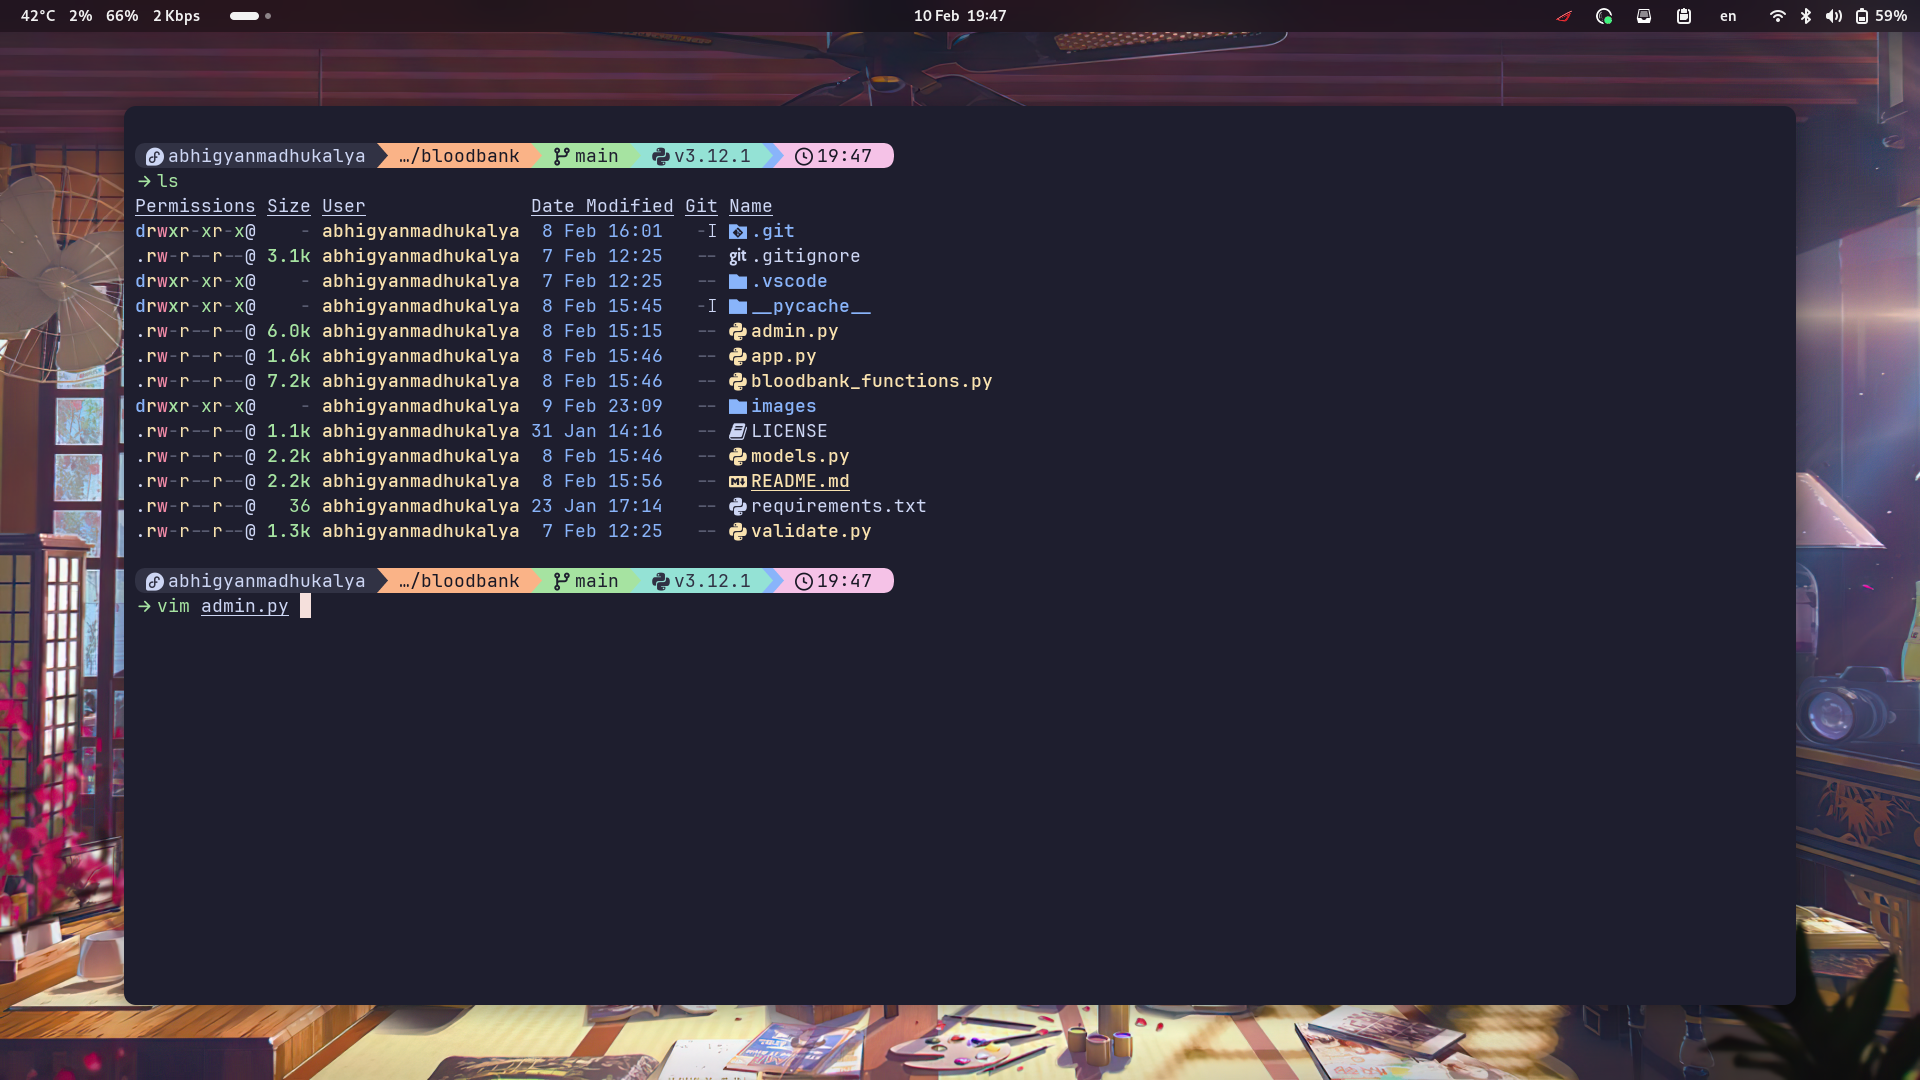 42°C 2% 66% 2 Kbps 10 Feb 19:47 en 59%
abhigyanmadhukalya …/bloodbank main v3.12.1 19:47
→ ls
Permissions Size User Date Modified Git Name
drwxr-xr-x@ - abhigyanmadhukalya 8 Feb 16:01 -I .git
.rw-r--r--@ 3.1k abhigyanmadhukalya 7 Feb 12:25 -- git .gitignore
drwxr-xr-x@ - abhigyanmadhukalya 7 Feb 12:25 -- .vscode
drwxr-xr-x@ - abhigyanmadhukalya 8 Feb 15:45 -I __pycache__
.rw-r--r--@ 6.0k abhigyanmadhukalya 8 Feb 15:15 -- admin.py
.rw-r--r--@ 1.6k abhigyanmadhukalya 8 Feb 15:46 -- app.py
.rw-r--r--@ 7.2k abhigyanmadhukalya 8 Feb 15:46 -- bloodbank_functions.py
drwxr-xr-x@ - abhigyanmadhukalya 9 Feb 23:09 -- images
.rw-r--r--@ 1.1k abhigyanmadhukalya 31 Jan 14:16 -- LICENSE
.rw-r--r--@ 2.2k abhigyanmadhukalya 8 Feb 15:46 -- models.py
.rw-r--r--@ 2.2k abhigyanmadhukalya 8 Feb 15:56 -- README.md
.rw-r--r--@ 36 abhigyanmadhukalya 23 Jan 17:14 -- requirements.txt
.rw-r--r--@ 1.3k abhigyanmadhukalya 7 Feb 12:25 -- validate.py
abhigyanmadhukalya …/bloodbank main v3.12.1 19:47
→ vim admin.py